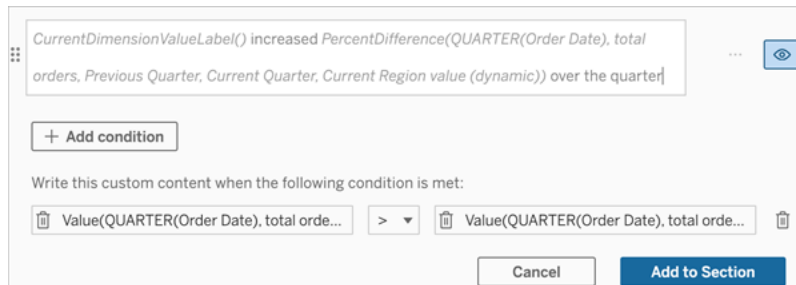 CurrentDimensionValueLabel() increased PercentDifference(QUARTER(Order Date), total
orders, Previous Quarter, Current Quarter, Current Region value (dynamic)) over the quarter
+ Add condition
Write this custom content when the following condition is met:
Value(QUARTER(Order Date), total orde... > Value(QUARTER(Order Date), total orde...
Cancel Add to Section